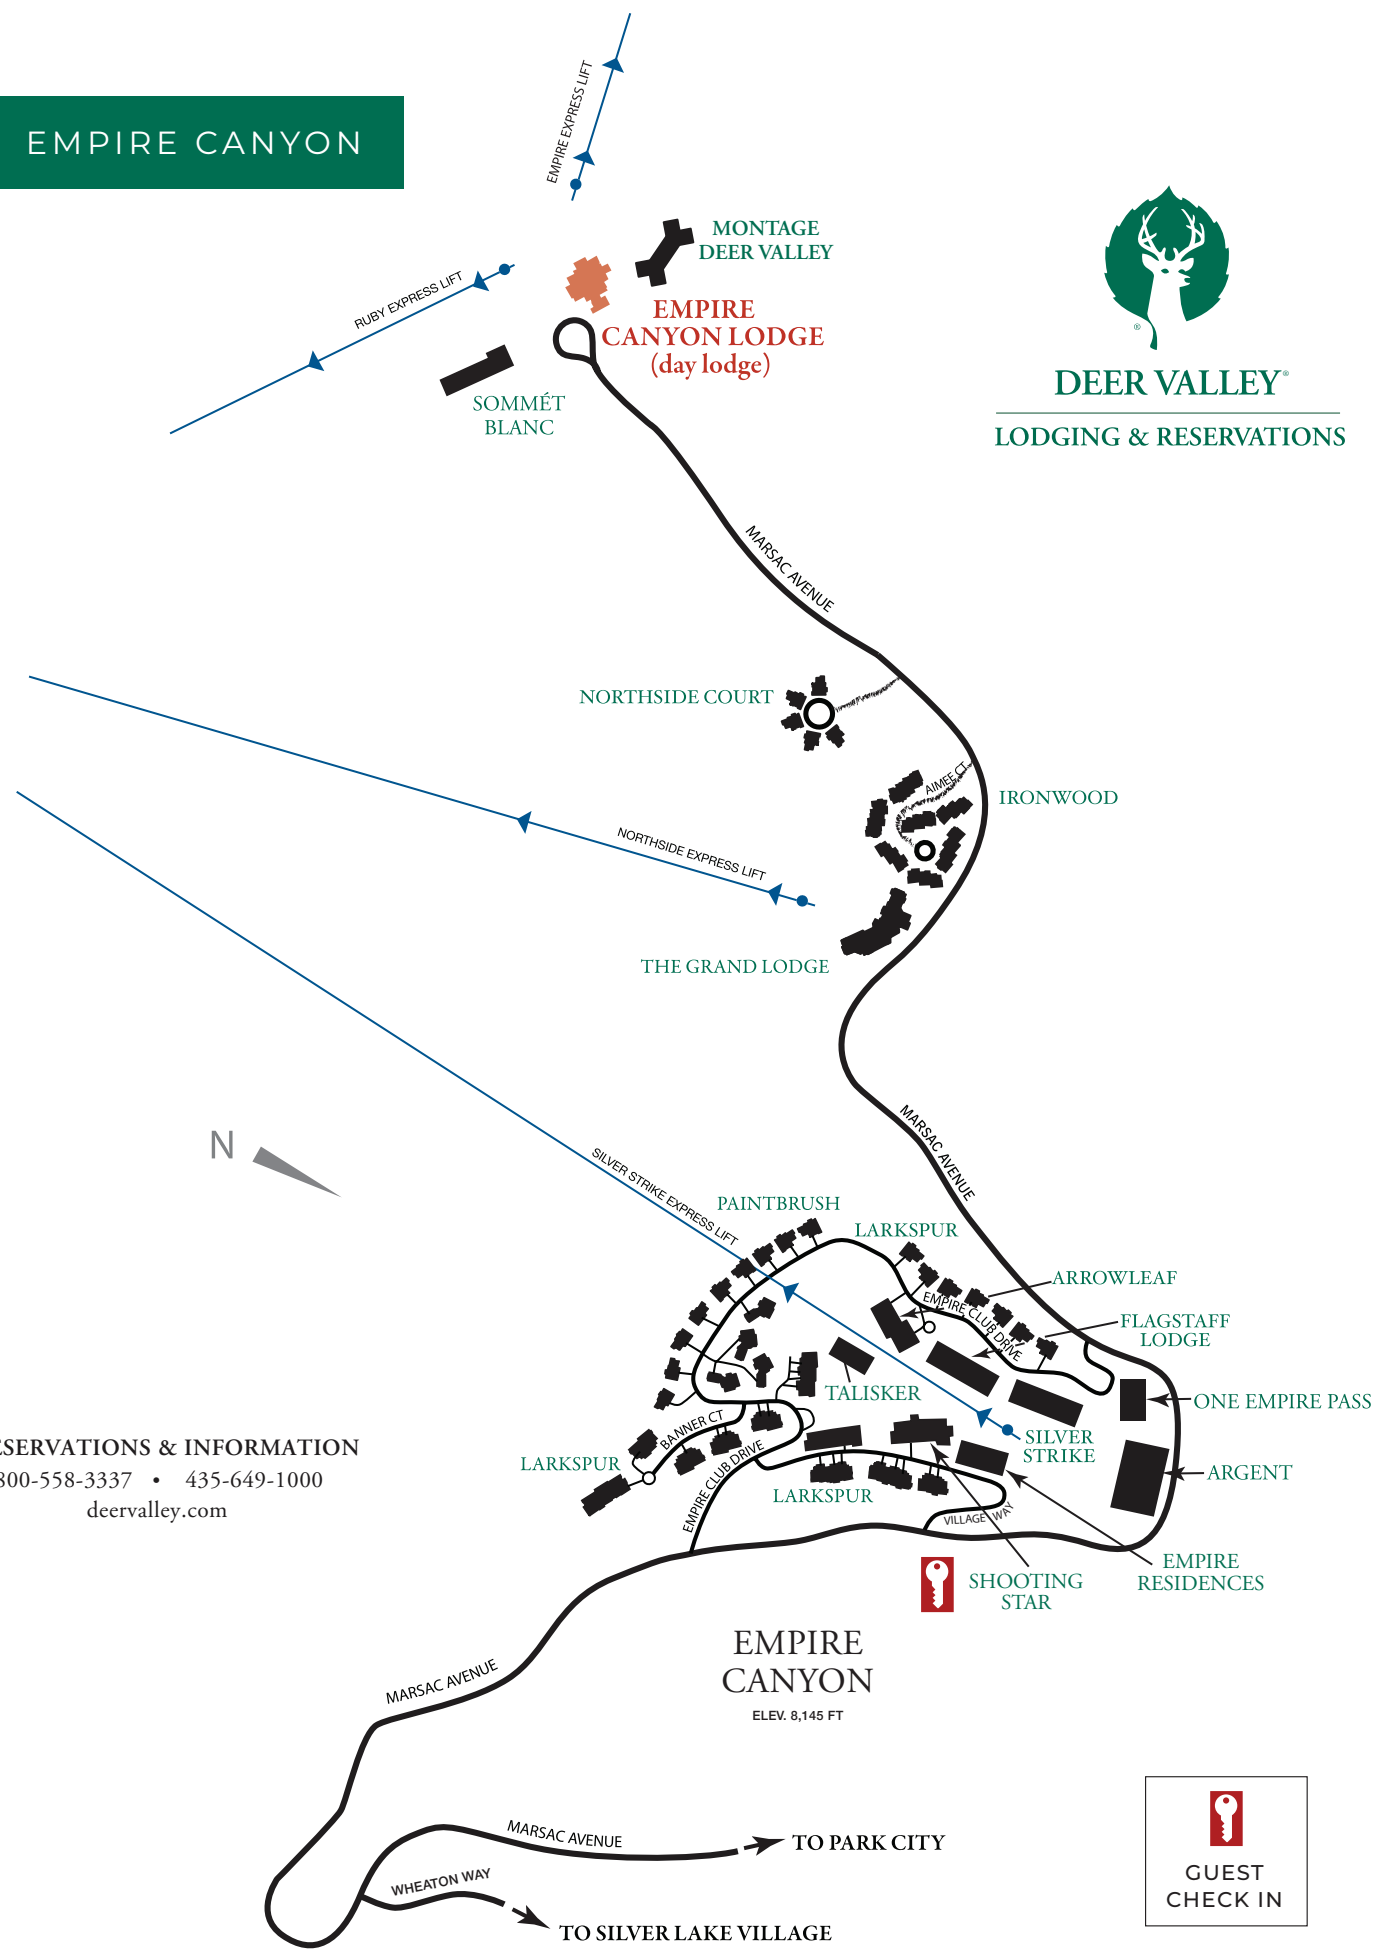 EMPIRE CANYON
EMPIRE EXPRESS LIFT
MONTAGE
DEER VALLEY
RUBY EXPRESS LIFT
EMPIRE
CANYON LODGE
(day lodge)
SOMMÉT
BLANC
®
DEER VALLEY®
LODGING & RESERVATIONS
MARSAC AVENUE
NORTHSIDE COURT
AIMEE CT
IRONWOOD
NORTHSIDE EXPRESS LIFT
THE GRAND LODGE
MARSAC AVENUE
N
SILVER STRIKE EXPRESS LIFT
PAINTBRUSH
LARKSPUR
ARROWLEAF
EMPIRE CLUB DRIVE
FLAGSTAFF
LODGE
TALISKER
ONE EMPIRE PASS
SILVER
STRIKE
ARGENT
BANNER CT
LARKSPUR
EMPIRE CLUB DRIVE
LARKSPUR
VILLAGE WAY
ESERVATIONS & INFORMATION
800-558-3337 • 435-649-1000
deervalley.com
SHOOTING
STAR
EMPIRE
RESIDENCES
EMPIRE
CANYON
ELEV. 8,145 FT
MARSAC AVENUE
MARSAC AVENUE
TO PARK CITY
WHEATON WAY
TO SILVER LAKE VILLAGE
GUEST
CHECK IN